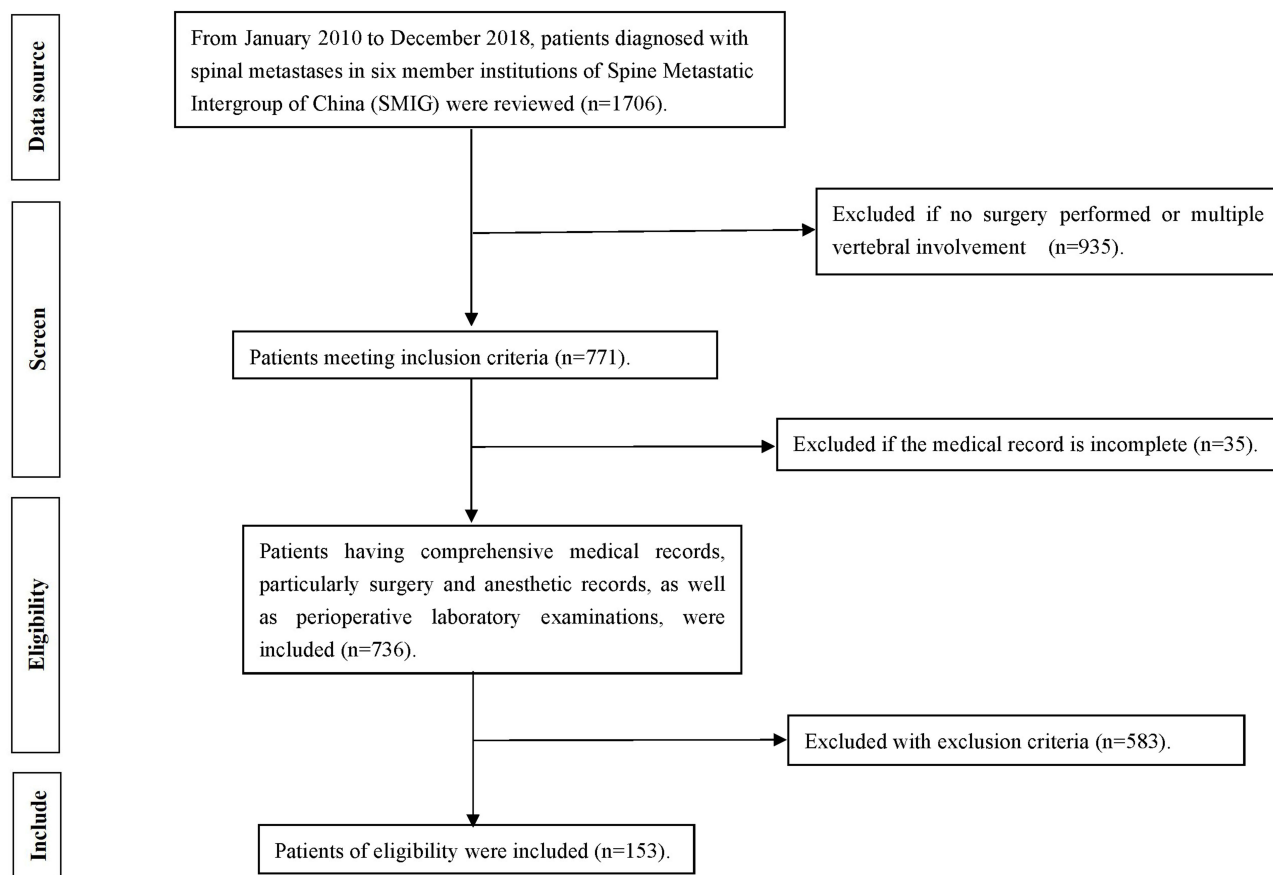 Data source
From January 2010 to December 2018, patients diagnosed with
spinal metastases in six member institutions of Spine Metastatic
Intergroup of China (SMIG) were reviewed (n=1706).
Screen
Excluded if no surgery performed or multiple
vertebral involvement (n=935).
Patients meeting inclusion criteria (n=771).
Excluded if the medical record is incomplete (n=35).
Eligibility
Patients having comprehensive medical records,
particularly surgery and anesthetic records, as well
as perioperative laboratory examinations, were
included (n=736).
Excluded with exclusion criteria (n=583).
Include
Patients of eligibility were included (n=153).